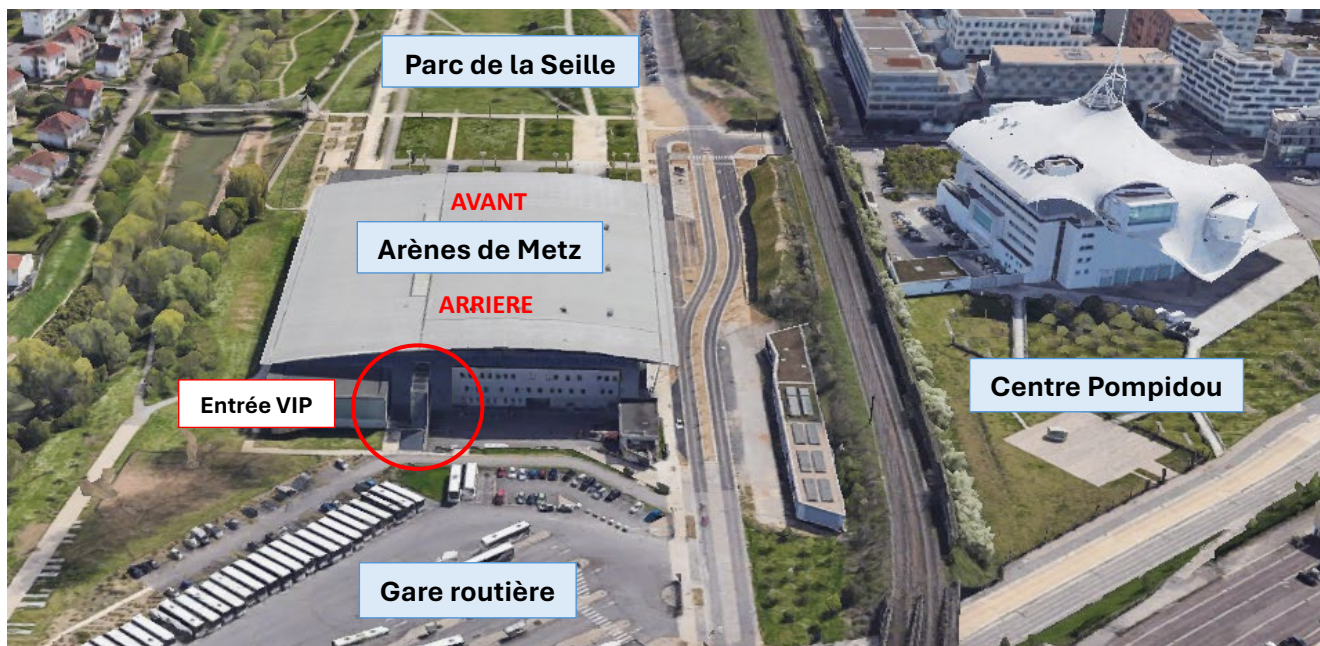 Parc de la Seille
AVANT
Arènes de Metz
ARRIERE
Entrée VIP
Centre Pompidou
Gare routière